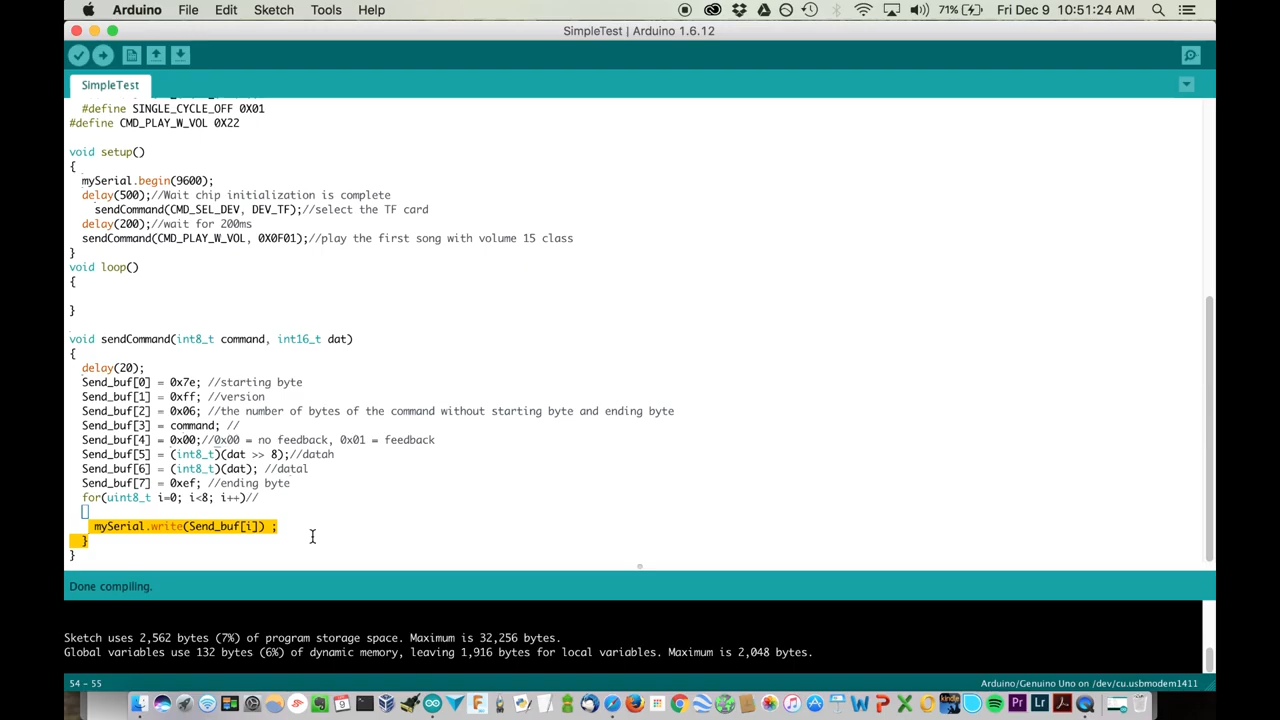 Arduino File Edit Sketch Tools Help 71% Fri Dec 9 10:51:24 AM
SimpleTest | Arduino 1.6.12
SimpleTest
#define SINGLE_CYCLE_OFF 0X01
#define CMD_PLAY_W_VOL 0X22
void setup()
{
mySerial.begin(9600);
delay(500);//Wait chip initialization is complete
sendCommand(CMD_SEL_DEV, DEV_TF);//select the TF card
delay(200);//wait for 200ms
sendCommand(CMD_PLAY_W_VOL, 0X0F01);//play the first song with volume 15 class
}
void loop()
{
}
void sendCommand(int8_t command, int16_t dat)
{
delay(20);
Send_buf[0] = 0x7e; //starting byte
Send_buf[1] = 0xff; //version
Send_buf[2] = 0x06; //the number of bytes of the command without starting byte and ending byte
Send_buf[3] = command; //
Send_buf[4] = 0x00;//0x00 = no feedback, 0x01 = feedback
Send_buf[5] = (int8_t)(dat >> 8);//datah
Send_buf[6] = (int8_t)(dat); //datal
Send_buf[7] = 0xef; //ending byte
for(uint8_t i=0; i<8; i++)//
mySerial.write(Send_buf[i]) ;
}
}
Done compiling.
Sketch uses 2,562 bytes (7%) of program storage space. Maximum is 32,256 bytes.
Global variables use 132 bytes (6%) of dynamic memory, leaving 1,916 bytes for local variables. Maximum is 2,048 bytes.
54 - 55 Arduino/Genuino Uno on /dev/cu.usbmodem1411